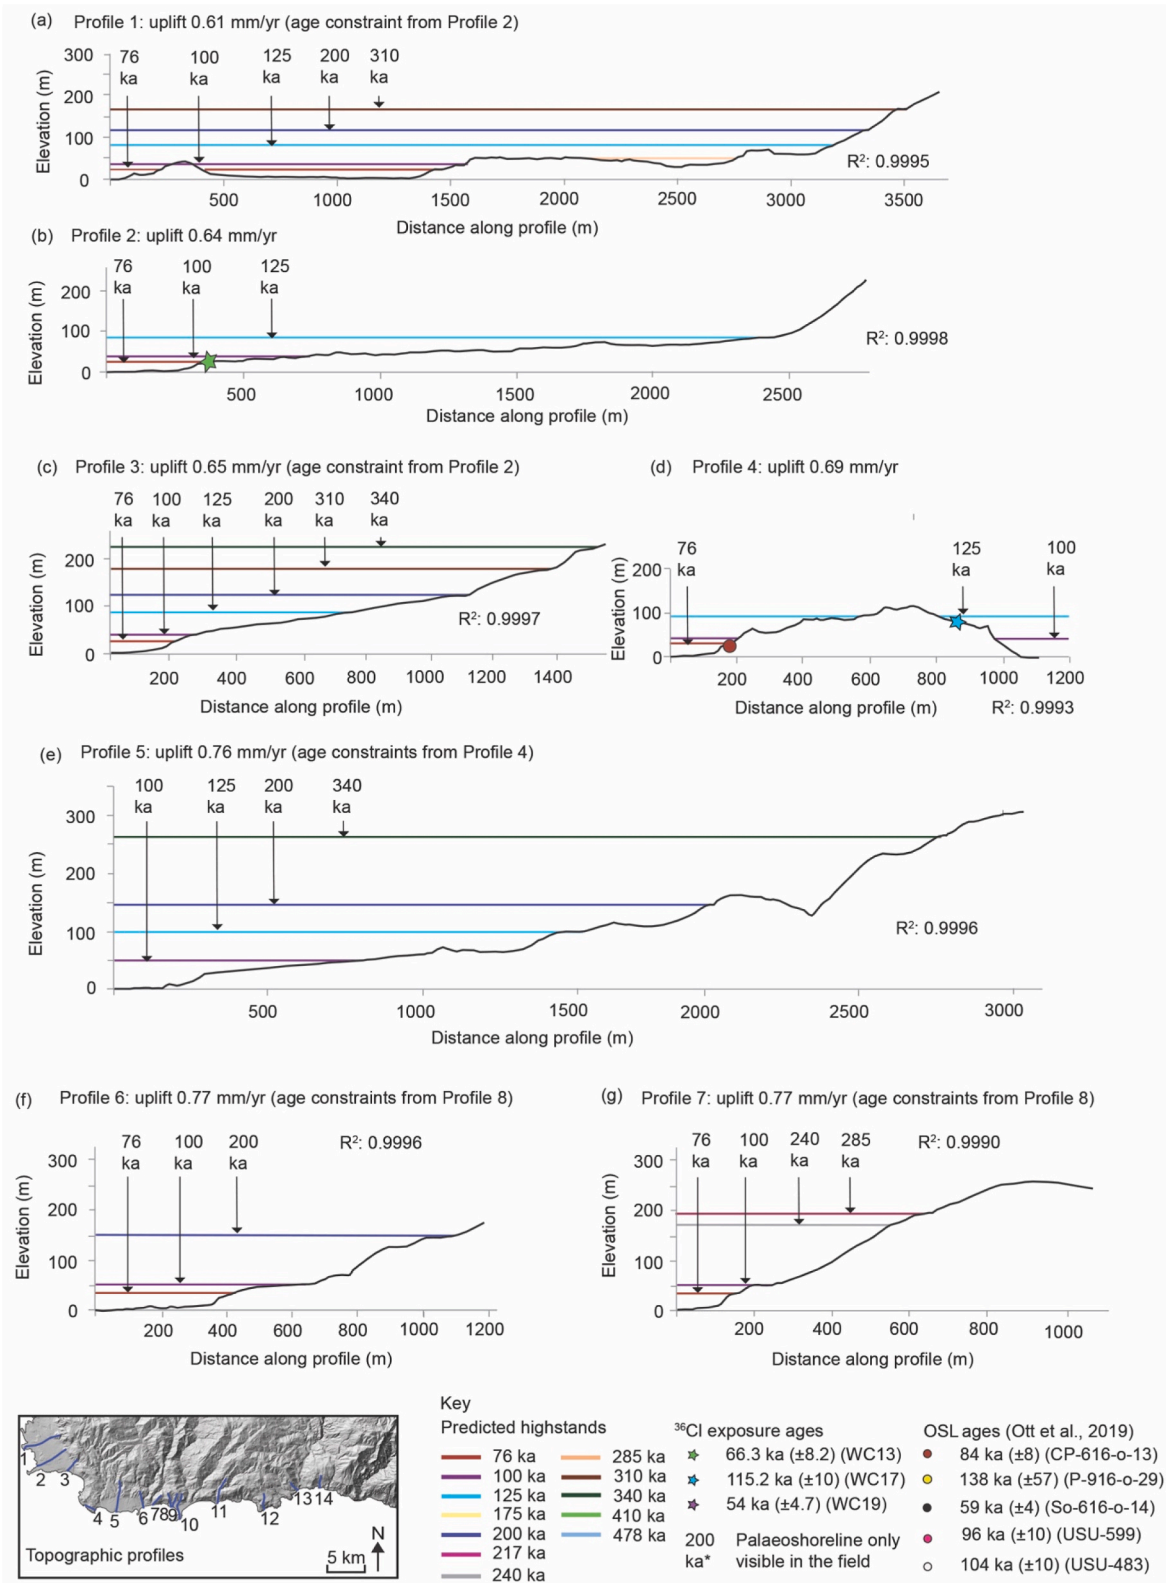 (a) Profile 1: uplift 0.61 mm/yr (age constraint from Profile 2)
76 ka 100 ka 125 ka 200 ka 310 ka
Elevation (m)
300
200
100
0
R²: 0.9995
500 1000 1500 2000 2500 3000 3500
Distance along profile (m)
(b) Profile 2: uplift 0.64 mm/yr
76 ka 100 ka 125 ka
Elevation (m)
200
100
0
R²: 0.9998
500 1000 1500 2000 2500
Distance along profile (m)
(c) Profile 3: uplift 0.65 mm/yr (age constraint from Profile 2)
76 ka 100 ka 125 ka 200 ka 310 ka 340 ka
Elevation (m)
200
100
0
R²: 0.9997
200 400 600 800 1000 1200 1400
Distance along profile (m)
(d) Profile 4: uplift 0.69 mm/yr
76 ka 125 ka 100 ka
Elevation (m)
200
100
0
200 400 600 800 1000 1200
Distance along profile (m) R²: 0.9993
(e) Profile 5: uplift 0.76 mm/yr (age constraints from Profile 4)
100 ka 125 ka 200 ka 340 ka
Elevation (m)
300
200
100
0
R²: 0.9996
500 1000 1500 2000 2500 3000
Distance along profile (m)
(f) Profile 6: uplift 0.77 mm/yr (age constraints from Profile 8)
76 ka 100 ka 200 ka R²: 0.9996
Elevation (m)
300
200
100
0
200 400 600 800 1000 1200
Distance along profile (m)
(g) Profile 7: uplift 0.77 mm/yr (age constraints from Profile 8)
76 ka 100 ka 240 ka 285 ka R²: 0.9990
Elevation (m)
300
200
100
0
200 400 600 800 1000
Distance along profile (m)
1 2 3 4 5 6 7 8 9 10 11 12 13 14
N
Topographic profiles 5 km
Key
Predicted highstands
76 ka
100 ka
125 ka
175 ka
200 ka
217 ka
240 ka
285 ka
310 ka
340 ka
410 ka
478 ka
³⁶Cl exposure ages
66.3 ka (±8.2) (WC13)
115.2 ka (±10) (WC17)
54 ka (±4.7) (WC19)
200 ka* Palaeoshoreline only visible in the field
OSL ages (Ott et al., 2019)
84 ka (±8) (CP-616-o-13)
138 ka (±57) (P-916-o-29)
59 ka (±4) (So-616-o-14)
96 ka (±10) (USU-599)
104 ka (±10) (USU-483)